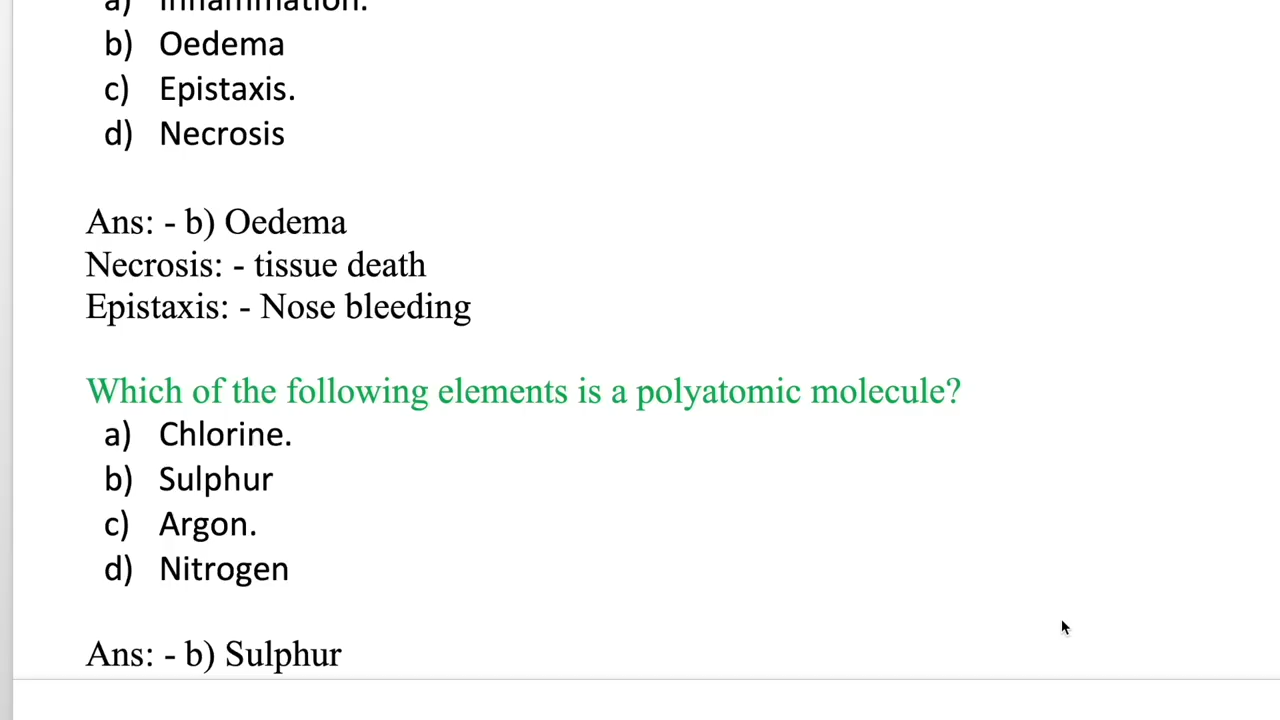 a) Inflammation.
b) Oedema
c) Epistaxis.
d) Necrosis
Ans: - b) Oedema
Necrosis: - tissue death
Epistaxis: - Nose bleeding
Which of the following elements is a polyatomic molecule?
a) Chlorine.
b) Sulphur
c) Argon.
d) Nitrogen
Ans: - b) Sulphur